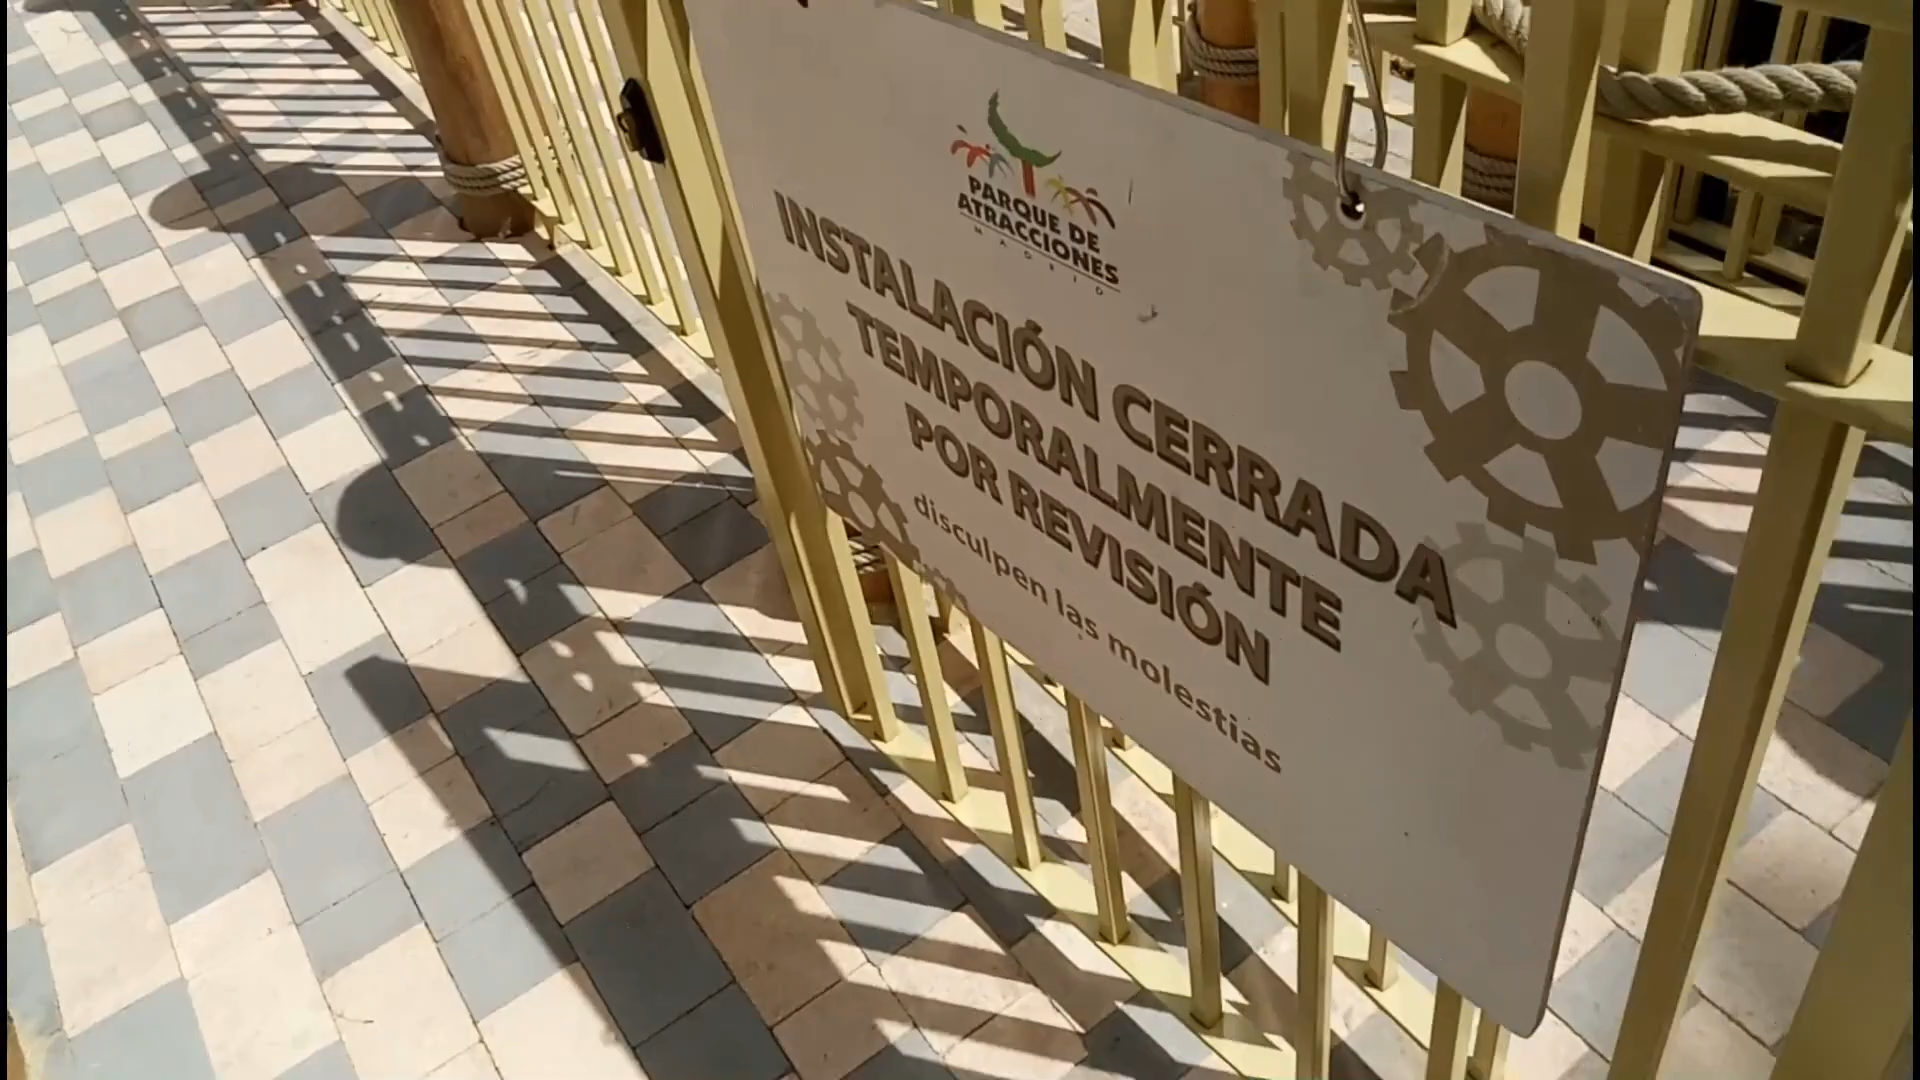 PARQUE DE
ATRACCIONES
MADRID
INSTALACIÓN CERRADA
TEMPORALMENTE
POR REVISIÓN
disculpen las molestias